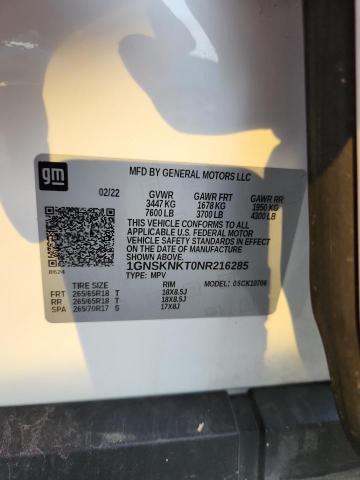 gm
MFD BY GENERAL MOTORS LLC
02/22 GVWR GAWR FRT GAWR RR
3447 KG 1678 KG 1950 KG
7600 LB 3700 LB 4300 LB
THIS VEHICLE CONFORMS TO ALL
APPLICABLE U.S. FEDERAL MOTOR
VEHICLE SAFETY STANDARDS IN EFFECT
ON THE DATE OF MANUFACTURE
SHOWN ABOVE.
1GNSKNKT0NR216285
TYPE: MPV
TIRE SIZE RIM MODEL: 0SCK10706
FRT 265/65R18 T 18X8.5J
RR 265/65R18 T 18X8.5J
SPA 265/70R17 S 17X8J